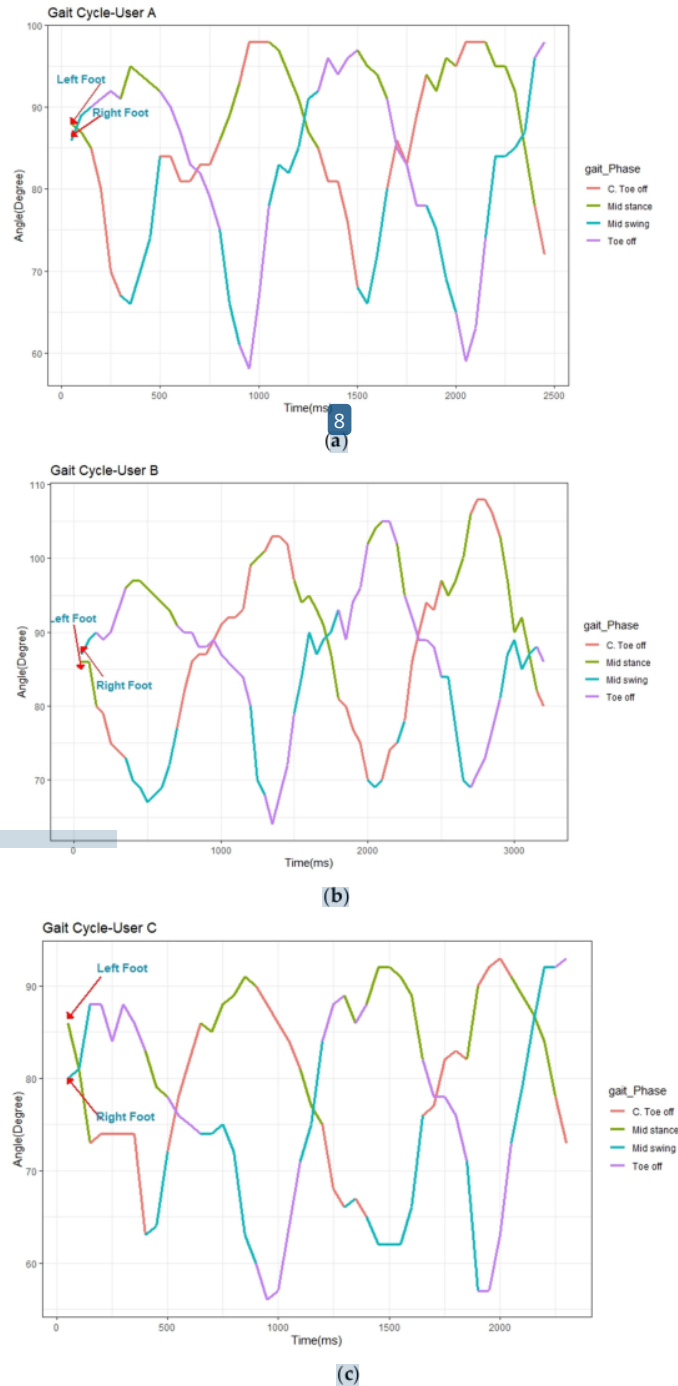 Gait Cycle-User A
100
90
80
70
60
Angle(Degree)
Left Foot
Right Foot
gait_Phase
C. Toe off
Mid stance
Mid swing
Toe off
0 500 1000 1500 2000 2500
Time(ms)
8
(a)
Gait Cycle-User B
110
100
90
80
70
Angle(Degree)
Left Foot
Right Foot
gait_Phase
C. Toe off
Mid stance
Mid swing
Toe off
0 1000 2000 3000
Time(ms)
(b)
Gait Cycle-User C
90
80
70
60
Angle(Degree)
Left Foot
Right Foot
gait_Phase
C. Toe off
Mid stance
Mid swing
Toe off
0 500 1000 1500 2000
Time(ms)
(c)